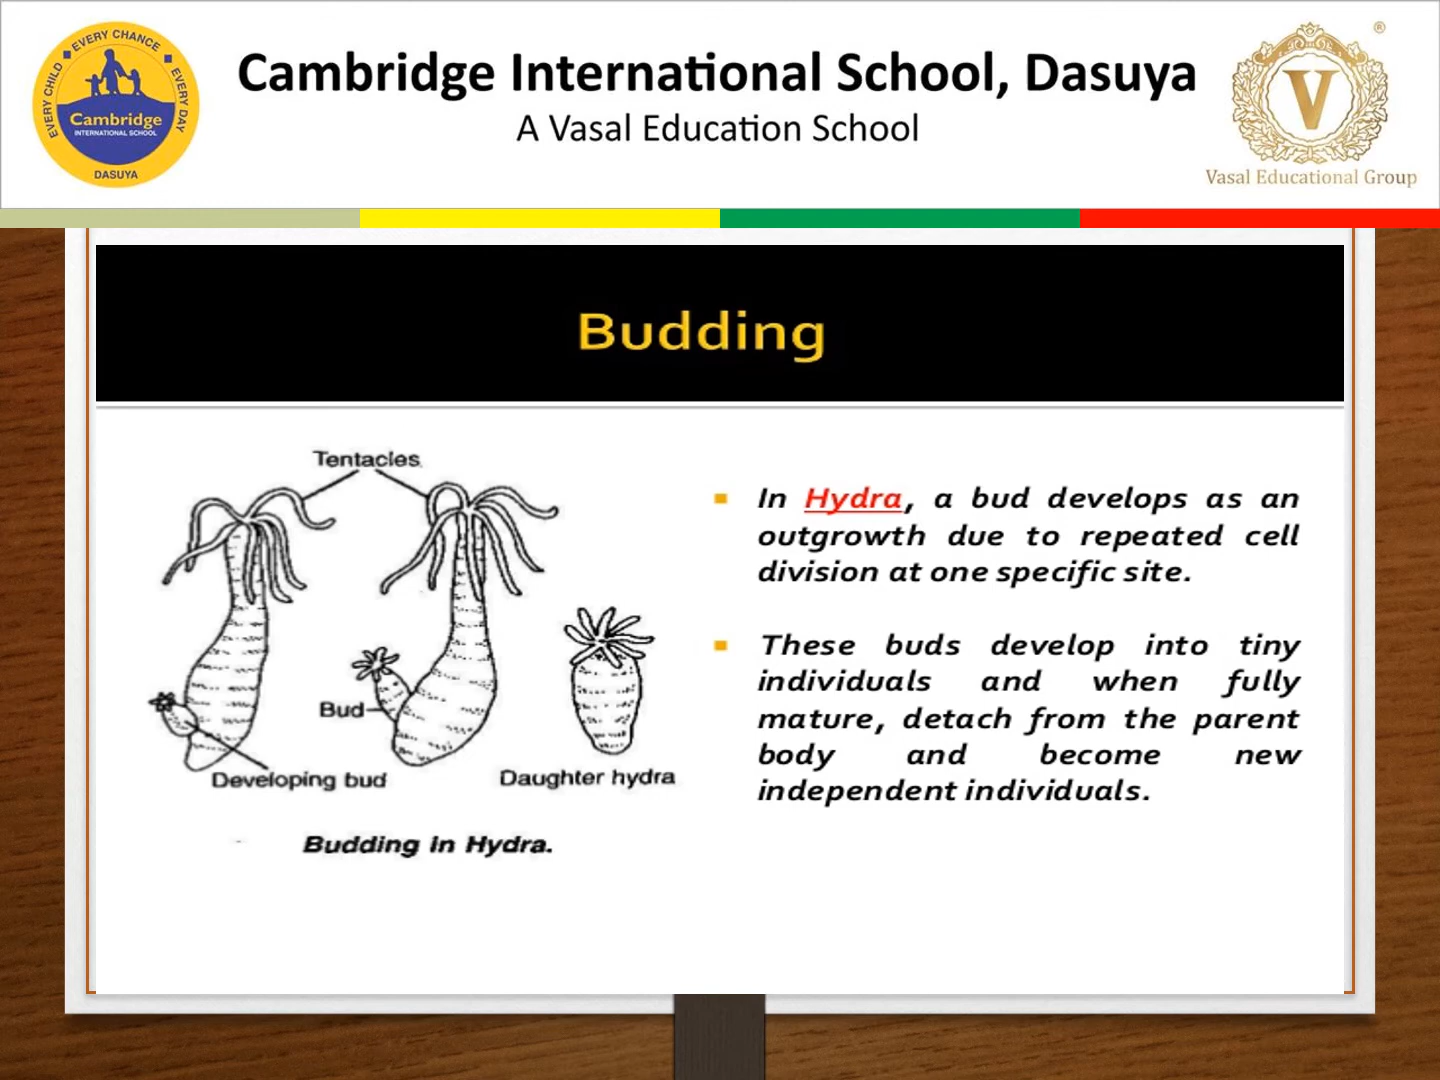 EVERY CHILD ■ EVERY CHANCE ■ EVERY DAY
Cambridge
INTERNATIONAL SCHOOL
DASUYA
Cambridge International School, Dasuya
A Vasal Education School
®
V
Vasal Educational Group
Budding
Tentacles
Bud
Developing bud
Daughter hydra
Budding in Hydra.
In Hydra, a bud develops as an
outgrowth due to repeated cell
division at one specific site.
These buds develop into tiny
individuals and when fully
mature, detach from the parent
body and become new
independent individuals.